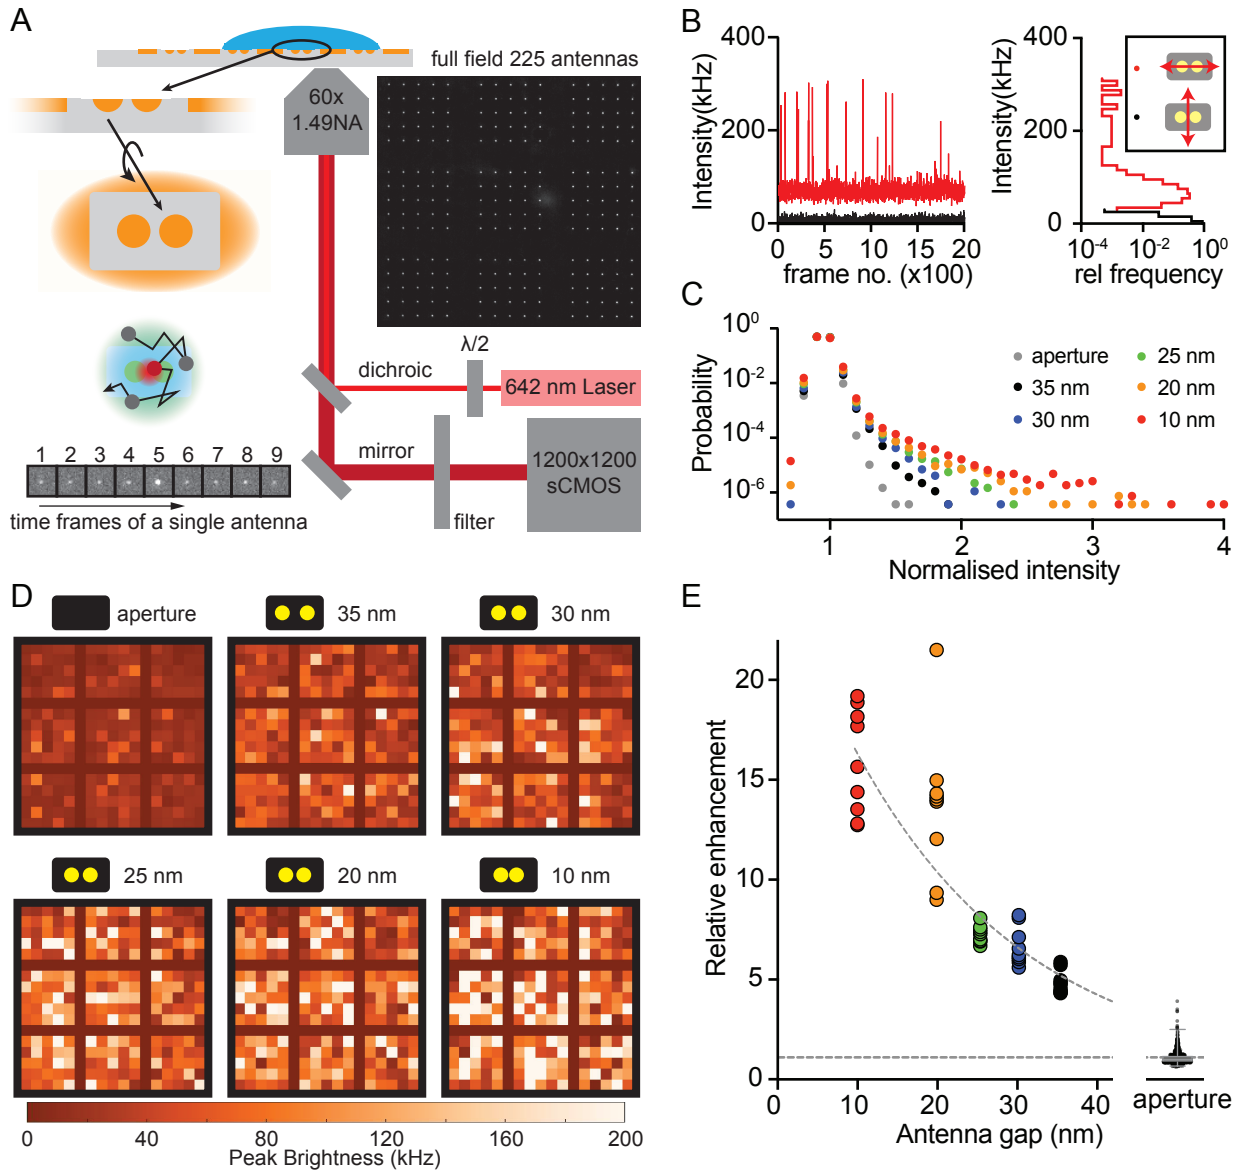 A
full field 225 antennas
60x
1.49NA
λ/2
dichroic
642 nm Laser
mirror
1200x1200
sCMOS
filter
1 2 3 4 5 6 7 8 9
time frames of a single antenna
B
Intensity(kHz)
400
200
0
0 5 10 15 20
frame no. (x100)
Intensity(kHz)
400
200
0
10-4 10-2 100
rel frequency
C
Probability
100
10-2
10-4
10-6
aperture
35 nm
30 nm
25 nm
20 nm
10 nm
1 2 3 4
Normalised intensity
D
aperture 35 nm 30 nm
25 nm 20 nm 10 nm
0 40 80 120 160 200
Peak Brightness (kHz)
E
Relative enhancement
20
15
10
5
0
0 10 20 30 40 aperture
Antenna gap (nm)